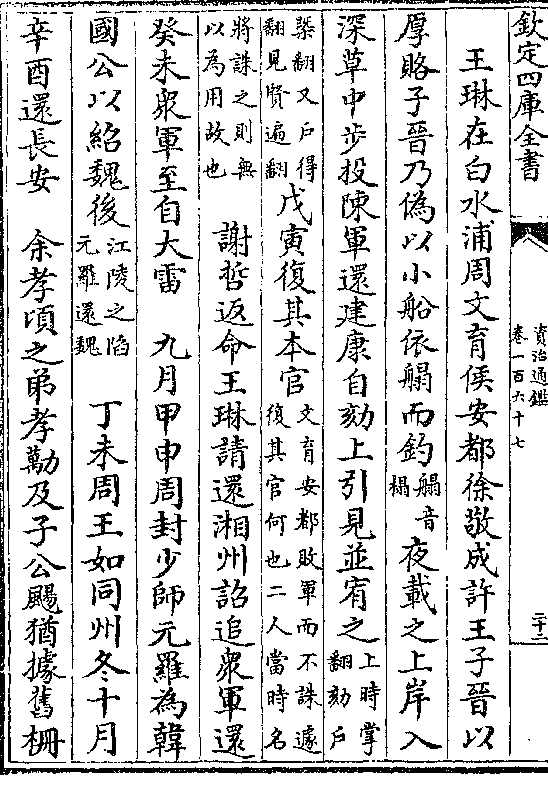 欽定四庫全書
資治通鑑
卷一百六十七
二十二
王琳在白水浦周文育侯安都徐敬成許王子晉以
厚賂子晉乃偽以小船依䑽而釣䑽音榻夜載之上岸入
深草中步投陳軍還建康自劾上引見並宥之上時掌翻劾戶
槩翻又戶得翻見賢遍翻戊寅復其本官文育安都敗軍而不誅遽復其官何也二人當時名
將誅之則無以為用故也謝哲返命王琳請還湘州詔追衆軍還
癸未衆軍至自大雷九月甲申周封少師元羅為韓
國公以紹魏後江陵之陷元羅還魏丁未周王如同州冬十月
辛酉還長安余孝頃之弟孝勱及子公颺猶據舊柵